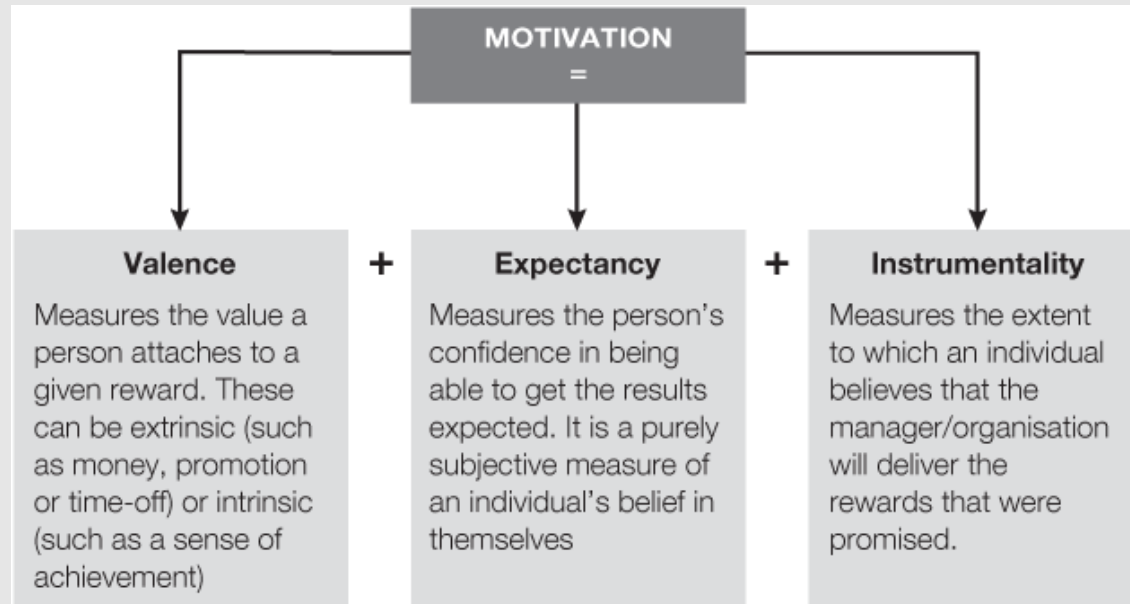 MOTIVATION
=
Valence
Measures the value a
person attaches to a
given reward. These
can be extrinsic (such
as money, promotion
or time-off) or intrinsic
(such as a sense of
achievement)
+
Expectancy
Measures the person’s
confidence in being
able to get the results
expected. It is a purely
subjective measure of
an individual’s belief in
themselves
+
Instrumentality
Measures the extent
to which an individual
believes that the
manager/organisation
will deliver the
rewards that were
promised.